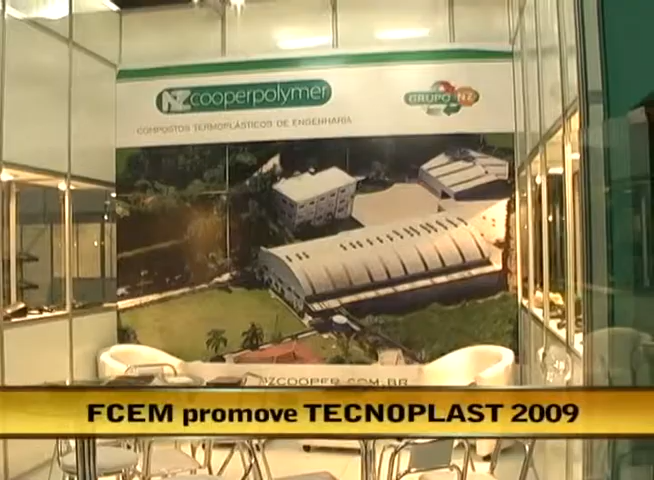 NZ cooperpolymer
GRUPO NZ
COMPOSTOS TERMOPLÁSTICOS DE ENGENHARIA
NZCOOPER.COM.BR
FCEM promove TECNOPLAST 2009